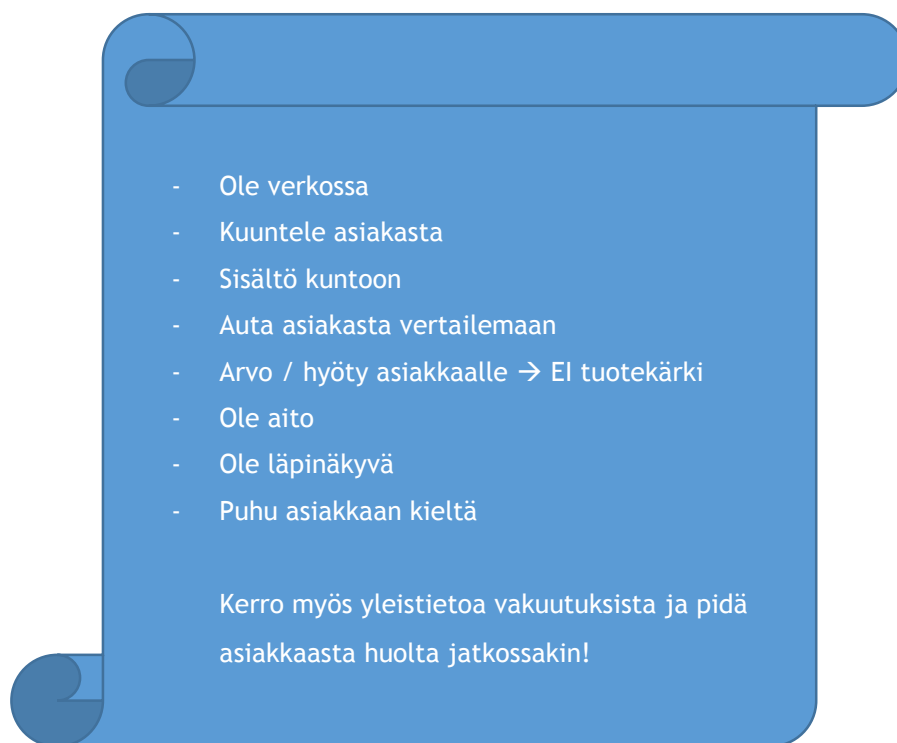 - Ole verkossa
- Kuuntele asiakasta
- Sisältö kuntoon
- Auta asiakasta vertailemaan
- Arvo / hyöty asiakkaalle → EI tuotekärki
- Ole aito
- Ole läpinäkyvä
- Puhu asiakkaan kieltä
Kerro myös yleistietoa vakuutuksista ja pidä
asiakkaasta huolta jatkossakin!